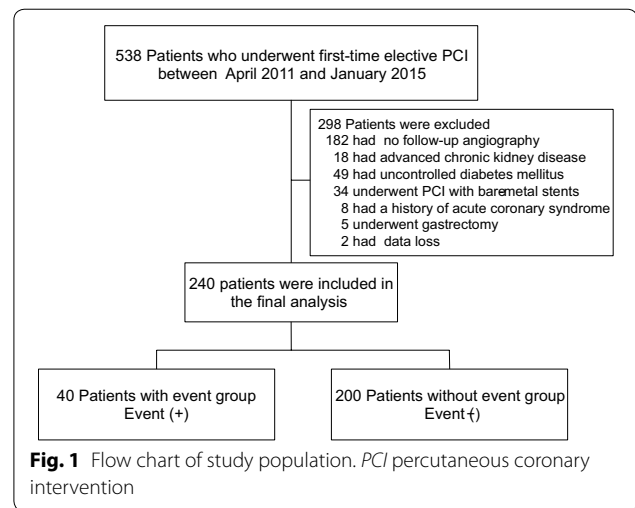 538 Patients who underwent first-time elective PCI
between April 2011 and January 2015
298 Patients were excluded
182 had no follow-up angiography
18 had advanced chronic kidney disease
49 had uncontrolled diabetes mellitus
34 underwent PCI with baremetal stents
8 had a history of acute coronary syndrome
5 underwent gastrectomy
2 had data loss
240 patients were included in
the final analysis
40 Patients with event group
Event (+)
200 Patients without event group
Event (-)
Fig. 1 Flow chart of study population. PCI percutaneous coronary
intervention